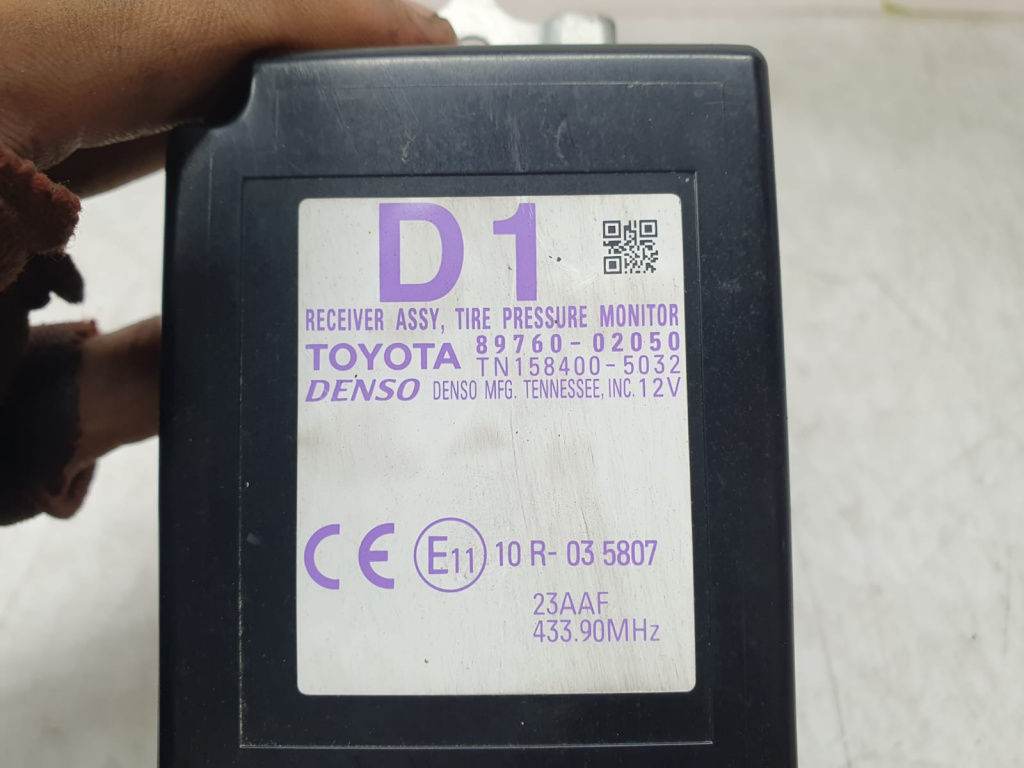 D1
RECEIVER ASSY, TIRE PRESSURE MONITOR
TOYOTA 89760-02050
TN158400-5032
DENSO DENSO MFG. TENNESSEE, INC. 12V
CE E11 10 R-03 5807
23AAF
433.90MHz